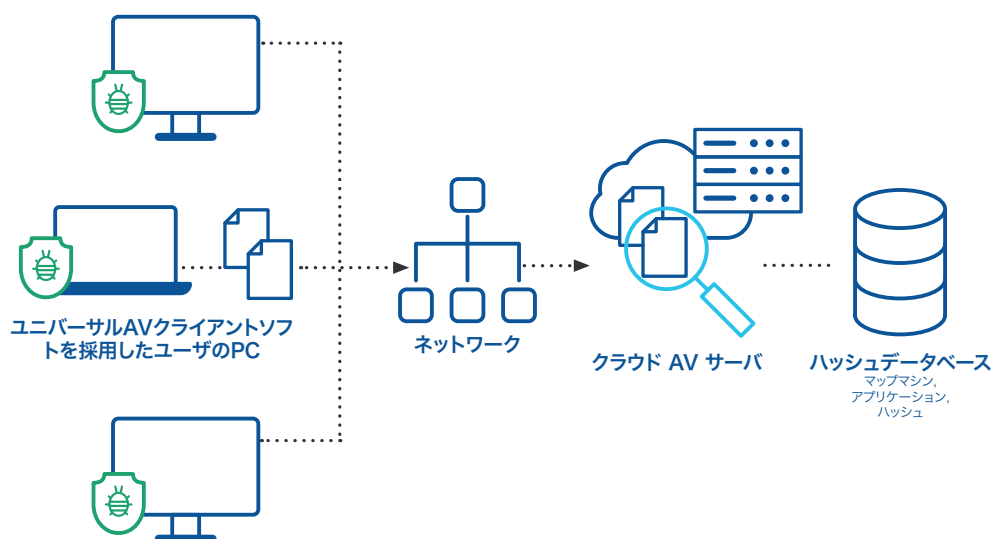 ユニバーサルAVクライアントソフ
トを採用したユーザのPC
ネットワーク
クラウド AV サーバ
ハッシュデータベース
マップマシン,
アプリケーション,
ハッシュ